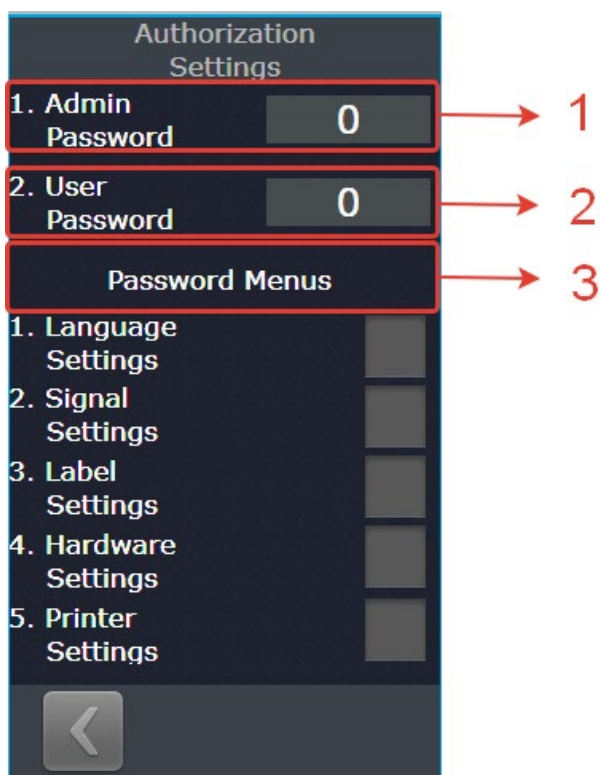 Authorization
Settings
1. Admin
Password
0
1
2. User
Password
0
2
Password Menus
3
1. Language
Settings
2. Signal
Settings
3. Label
Settings
4. Hardware
Settings
5. Printer
Settings